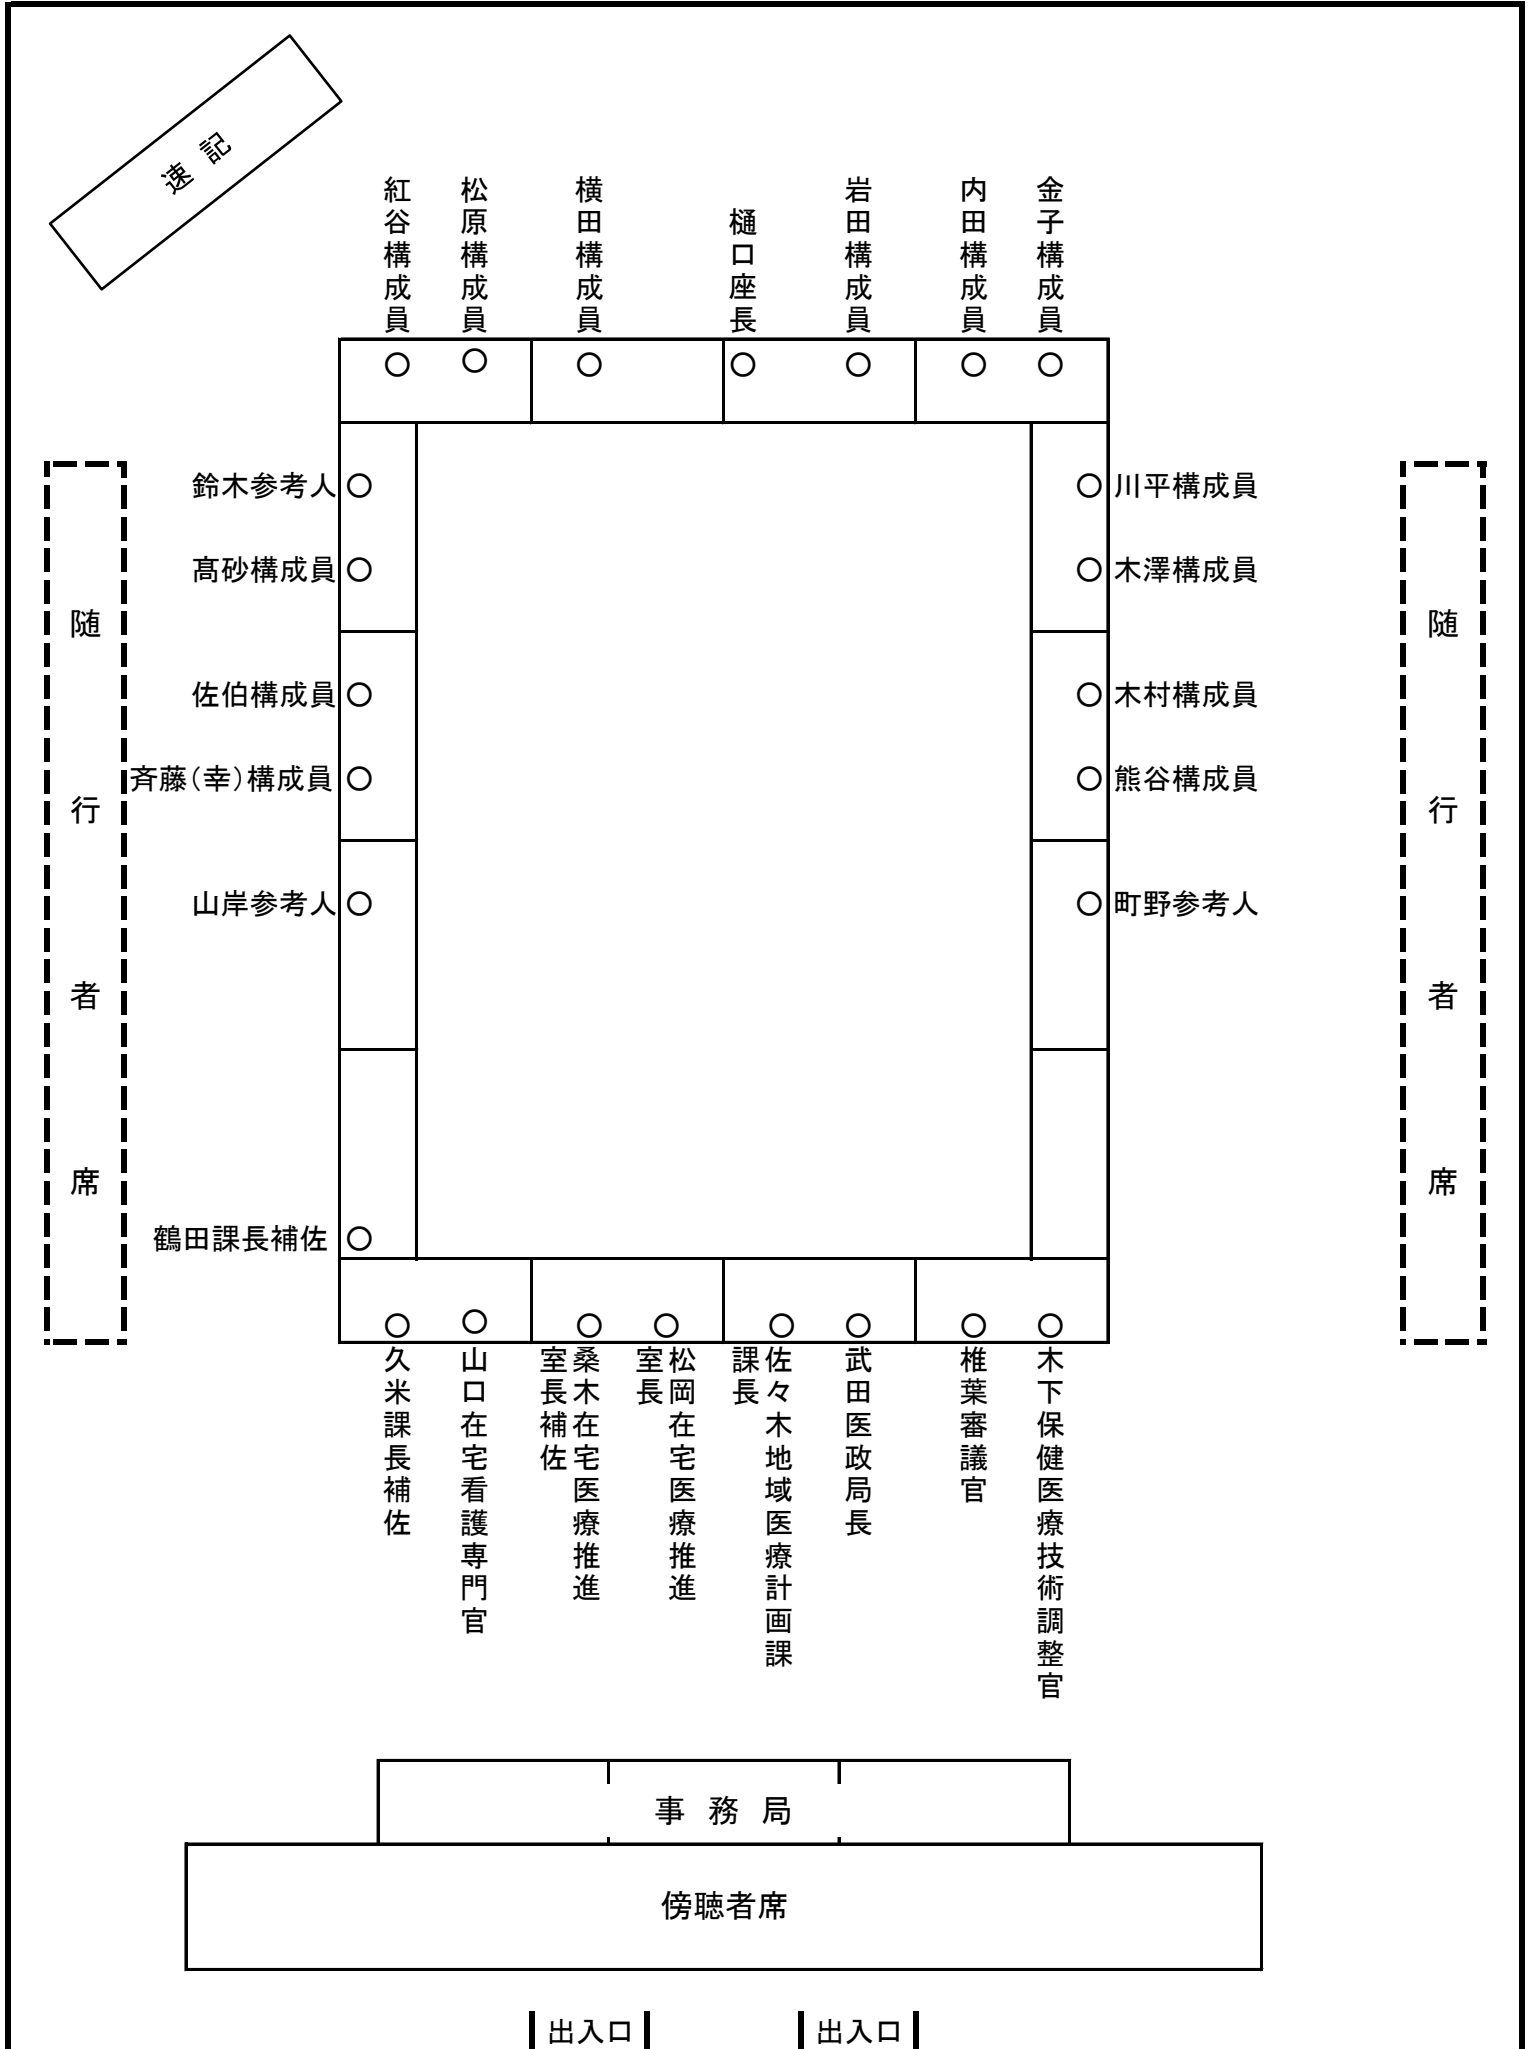 速記
紅谷構成員
松原構成員
横田構成員
樋口座長
岩田構成員
内田構成員
金子構成員
鈴木参考人
髙砂構成員
佐伯構成員
斉藤(幸)構成員
山岸参考人
鶴田課長補佐
川平構成員
木澤構成員
木村構成員
熊谷構成員
町野参考人
随行者席
随行者席
久米課長補佐
山口在宅看護専門官
桑木在宅医療推進
室長補佐
松岡在宅医療推進
室長
佐々木地域医療計画課
課長
武田医政局長
椎葉審議官
木下保健医療技術調整官
事務局
傍聴者席
出入口
出入口